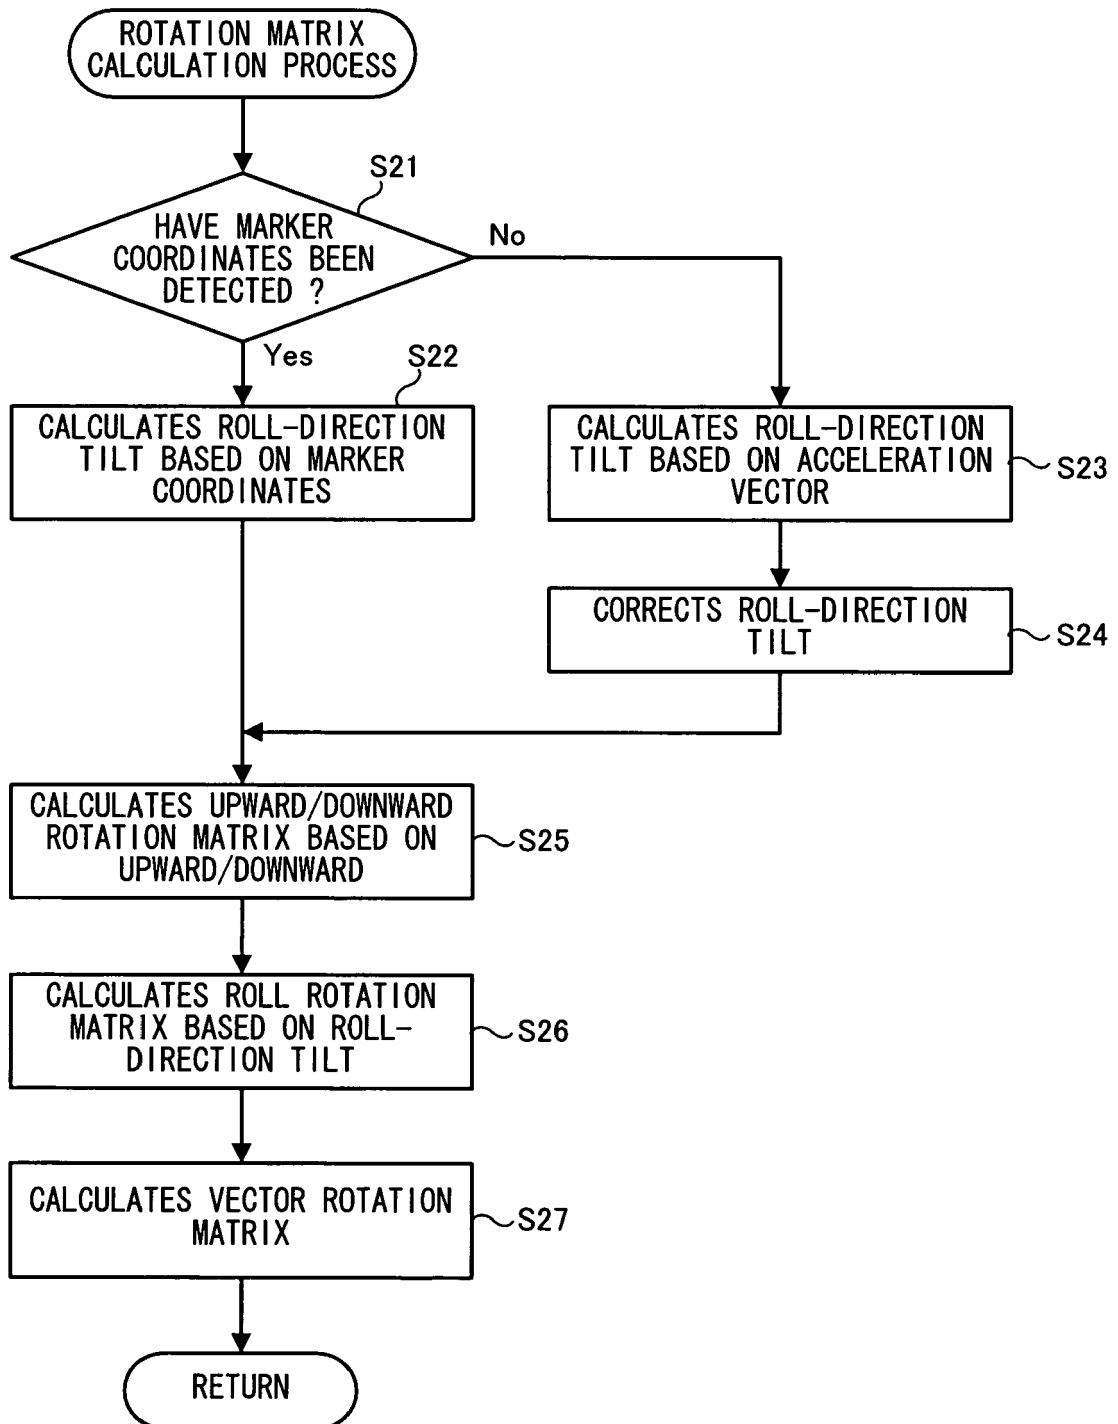 ROTATION MATRIX
CALCULATION PROCESS
S21
HAVE MARKER
COORDINATES BEEN
DETECTED ?
No
Yes
S22
CALCULATES ROLL-DIRECTION
TILT BASED ON MARKER
COORDINATES
CALCULATES ROLL-DIRECTION
TILT BASED ON ACCELERATION
VECTOR
S23
CORRECTS ROLL-DIRECTION
TILT
S24
CALCULATES UPWARD/DOWNWARD
ROTATION MATRIX BASED ON
UPWARD/DOWNWARD
S25
CALCULATES ROLL ROTATION
MATRIX BASED ON ROLL-
DIRECTION TILT
S26
CALCULATES VECTOR ROTATION
MATRIX
S27
RETURN